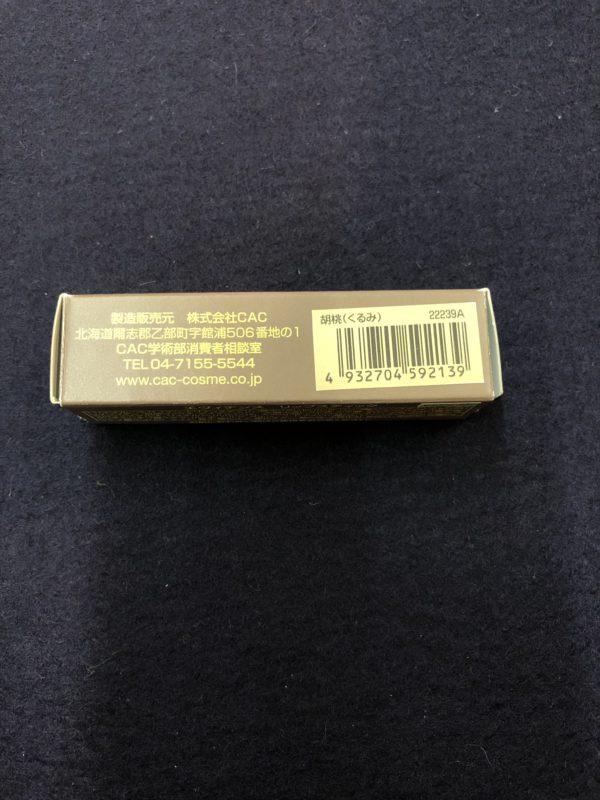 製造販売元 株式会社CAC
北海道爾志郡乙部町字館浦506番地の1
CAC学術部消費者相談室
TEL04-7155-5544
www.cac-cosme.co.jp
胡桃(くるみ) 22239A
4 932704 592139